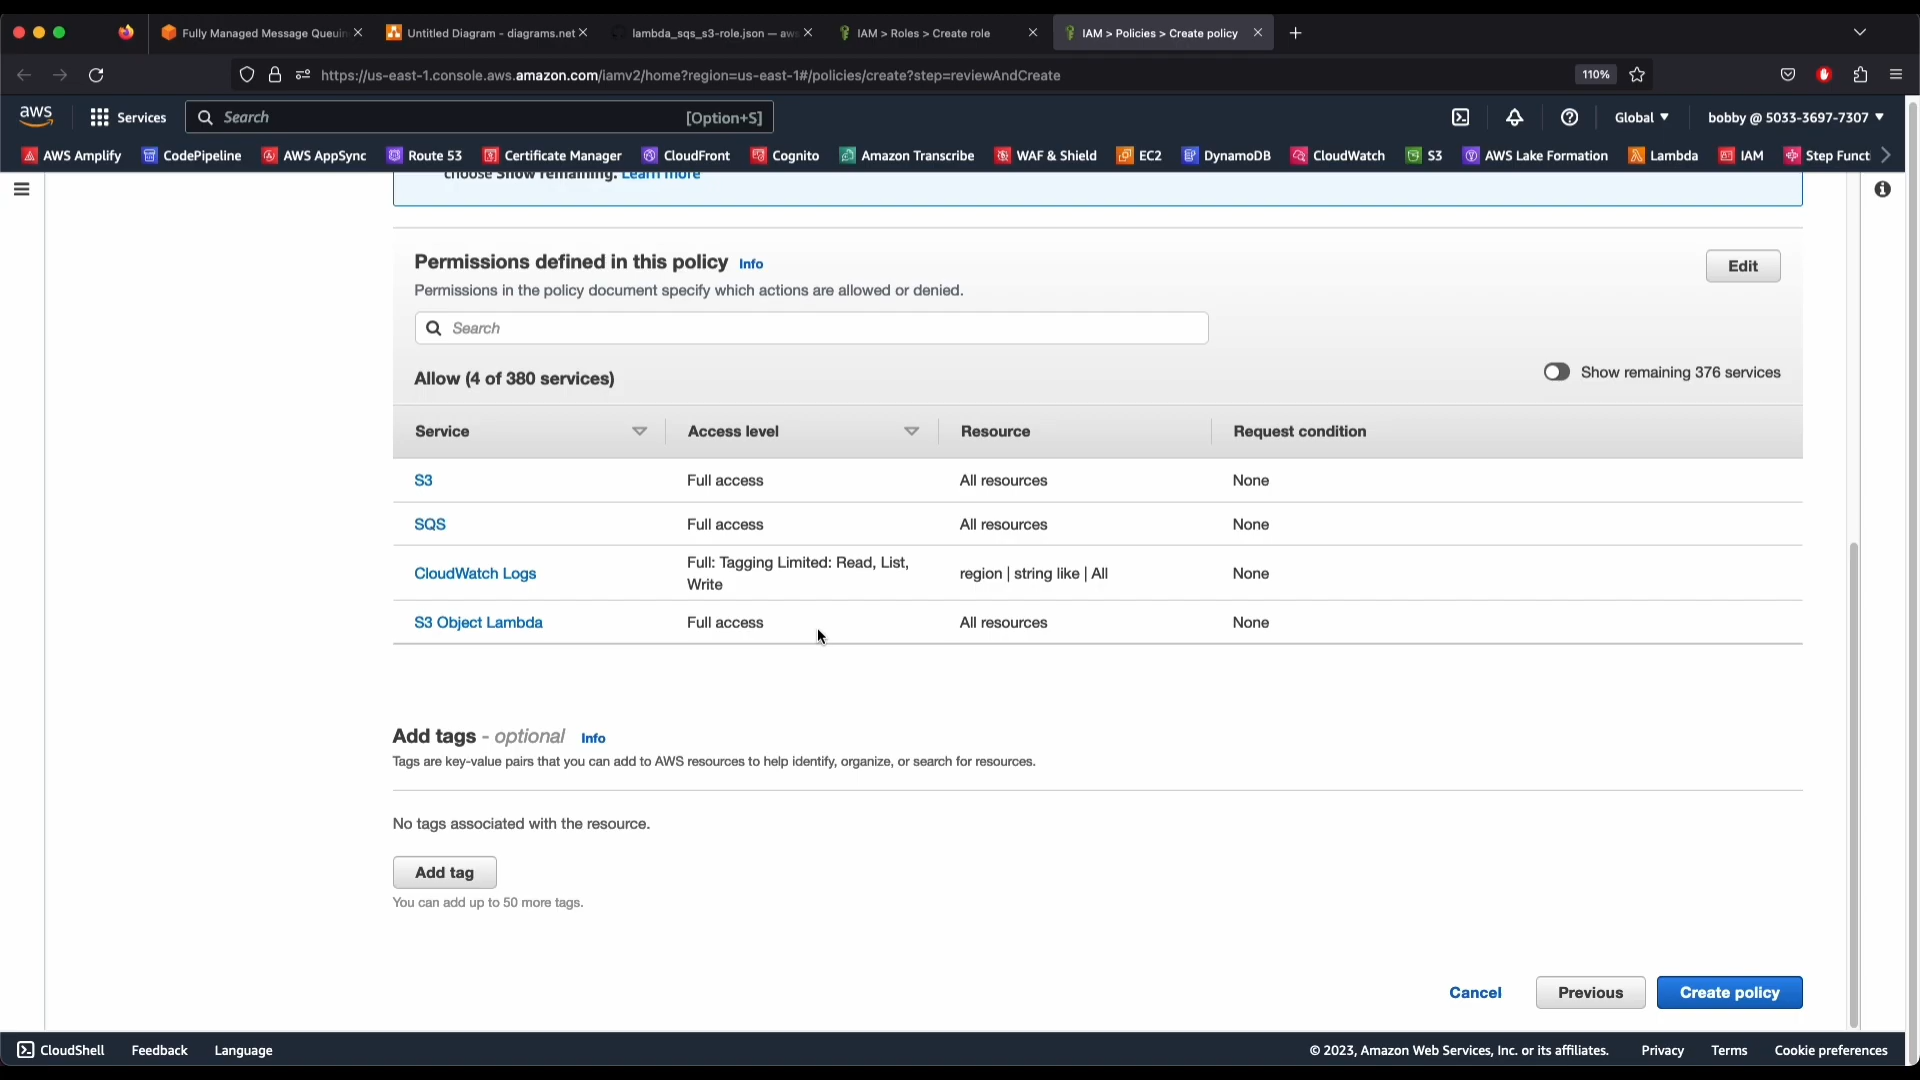 Fully Managed Message Queuin
Untitled Diagram - diagrams.net
lambda_sqs_s3-role.json — aws
IAM > Roles > Create role
IAM > Policies > Create policy
https://us-east-1.console.aws.amazon.com/iamv2/home?region=us-east-1#/policies/create?step=reviewAndCreate
110%
aws
Services
Search
[Option+S]
Global
bobby @ 5033-3697-7307
AWS Amplify
CodePipeline
AWS AppSync
Route 53
Certificate Manager
CloudFront
Cognito
Amazon Transcribe
WAF & Shield
EC2
DynamoDB
CloudWatch
S3
AWS Lake Formation
Lambda
IAM
Step Funct
choose Show remaining. Learn more
Permissions defined in this policy Info
Edit
Permissions in the policy document specify which actions are allowed or denied.
Search
Allow (4 of 380 services)
Show remaining 376 services
Service Access level Resource Request condition
S3 Full access All resources None
SQS Full access All resources None
CloudWatch Logs Full: Tagging Limited: Read, List, Write region | string like | All None
S3 Object Lambda Full access All resources None
Add tags - optional Info
Tags are key-value pairs that you can add to AWS resources to help identify, organize, or search for resources.
No tags associated with the resource.
Add tag
You can add up to 50 more tags.
Cancel
Previous
Create policy
CloudShell
Feedback
Language
© 2023, Amazon Web Services, Inc. or its affiliates.
Privacy
Terms
Cookie preferences